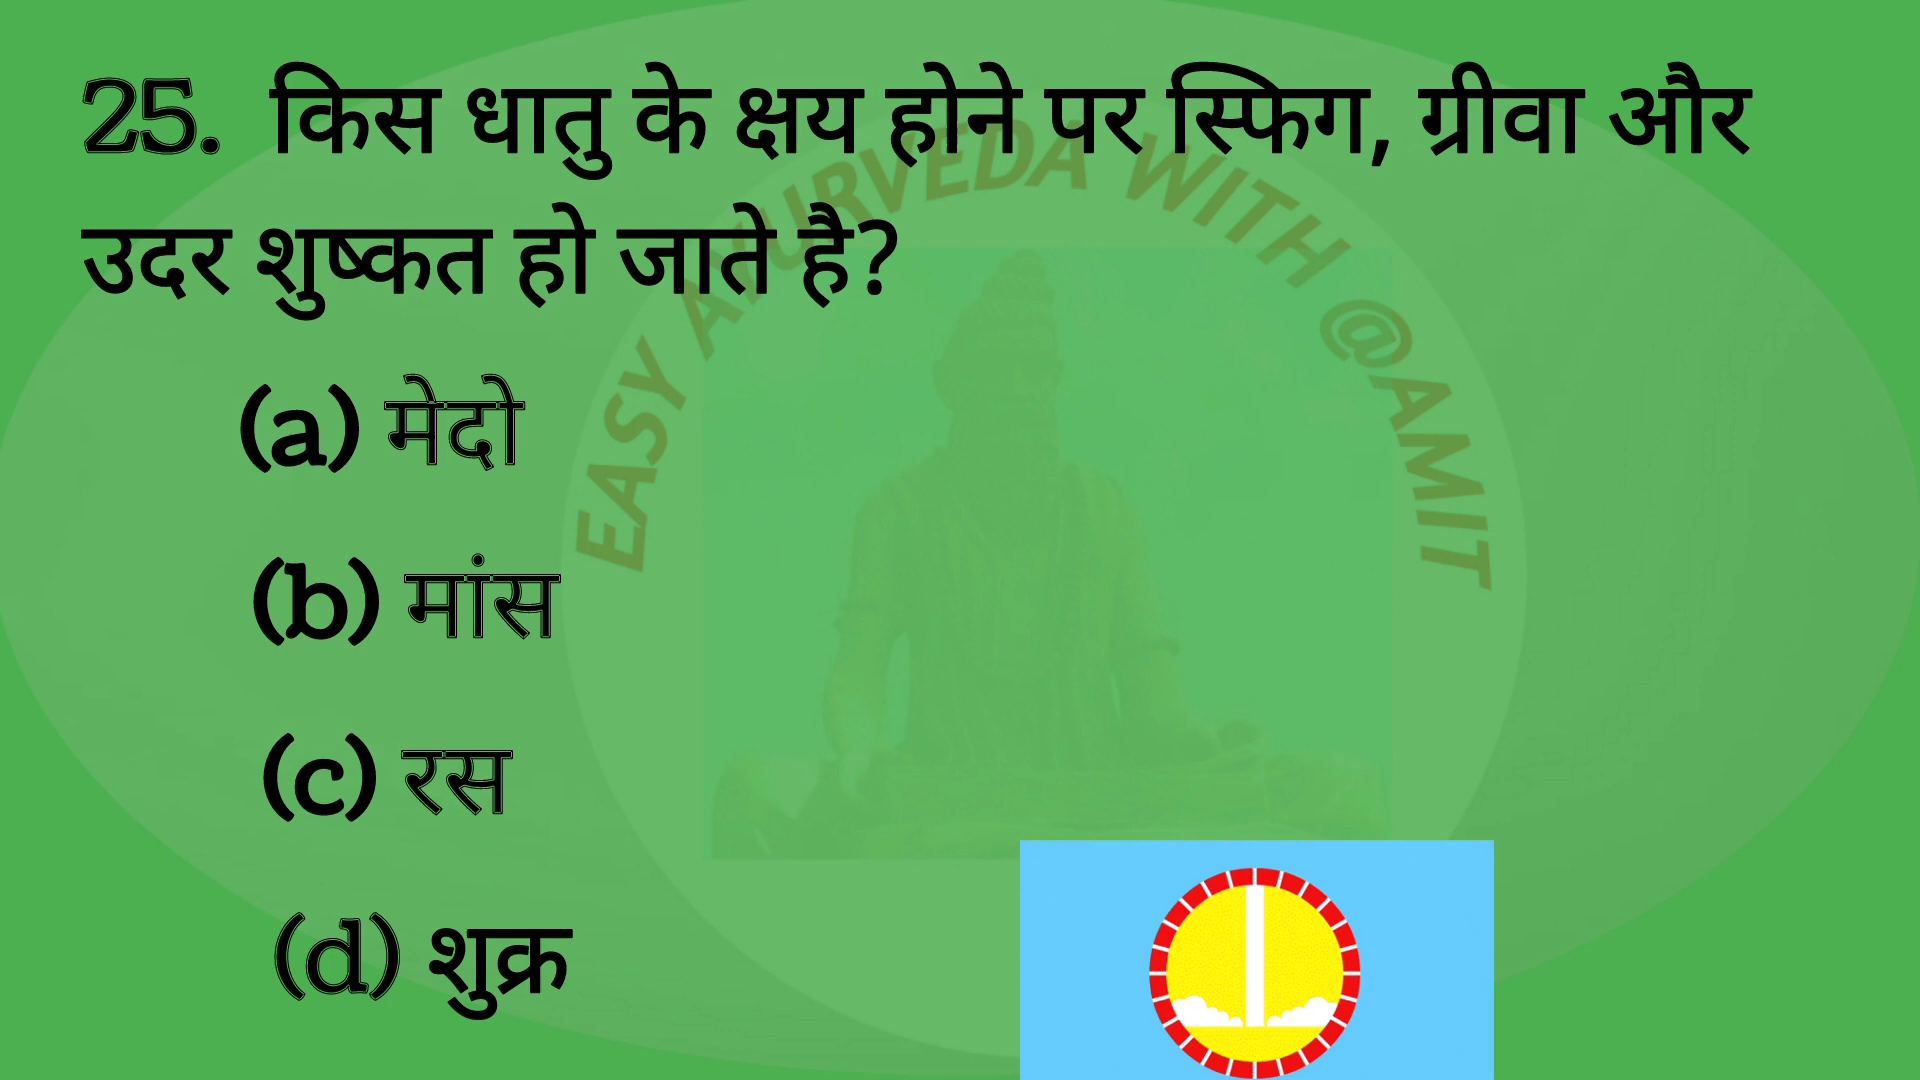 25. किस धातु के क्षय होने पर स्फिग, ग्रीवा और
उदर शुष्कत हो जाते है?
EASY AYURVEDA WITH @AMIT
(a) मेदो
(b) मांस
(c) रस
(d) शुक्र